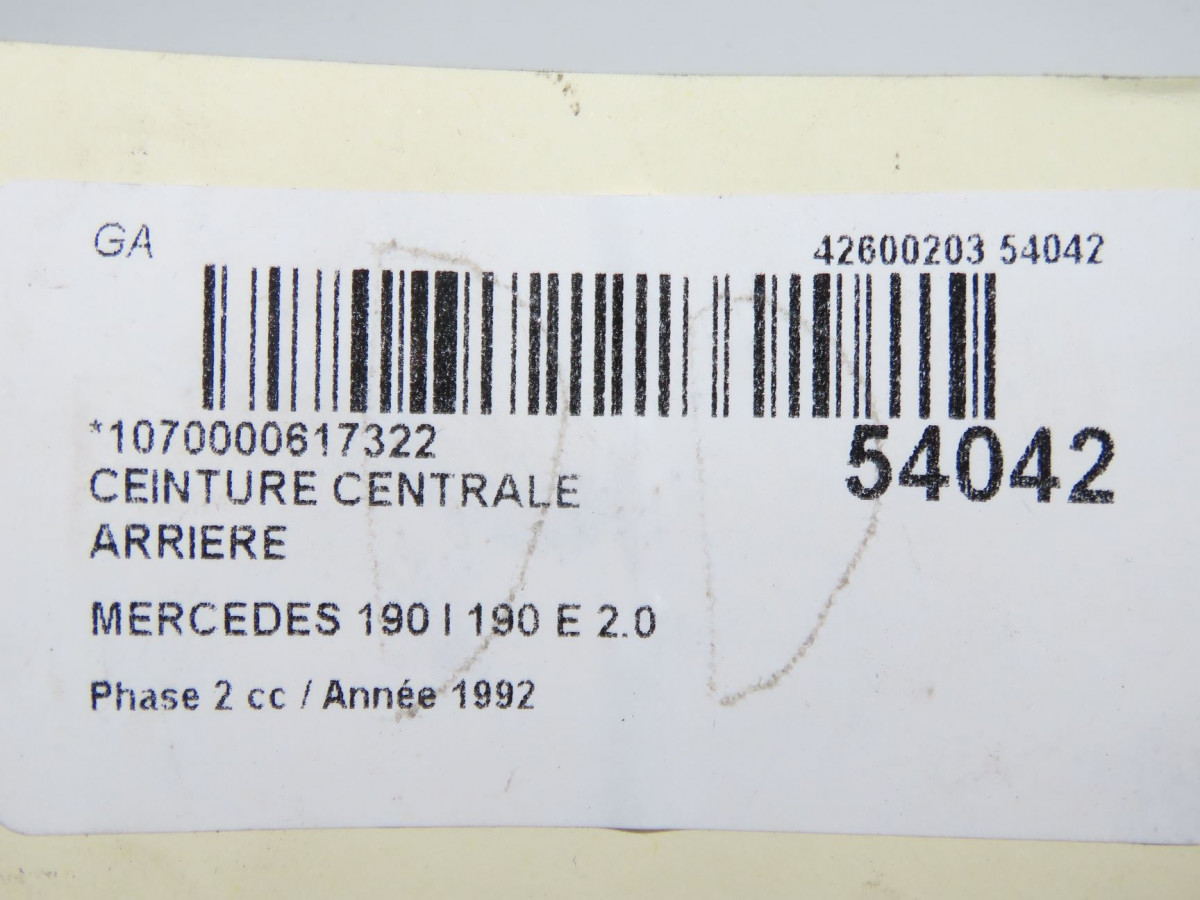 GA
42600203 54042
*1070000617322
54042
CEINTURE CENTRALE
ARRIERE
MERCEDES 190 I 190 E 2.0
Phase 2 cc / Année 1992